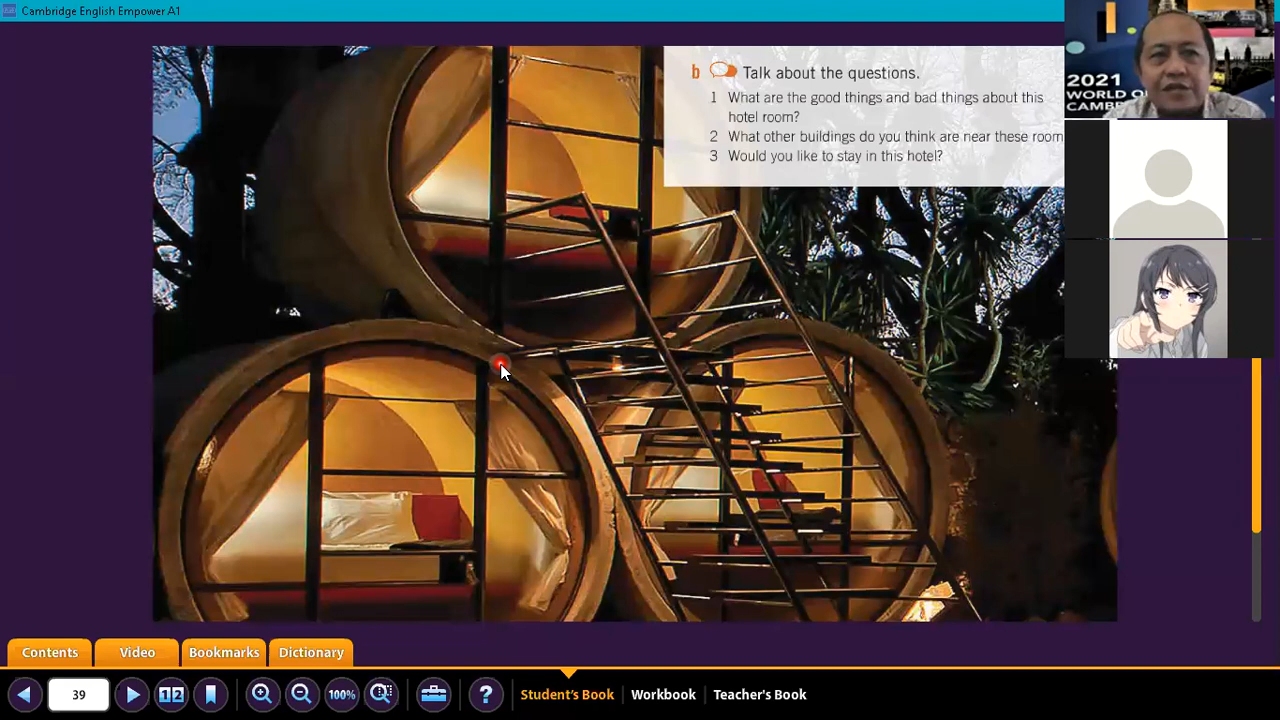 Cambridge English Empower A1
b Talk about the questions.
1 What are the good things and bad things about this
hotel room?
2 What other buildings do you think are near these room
3 Would you like to stay in this hotel?
2021
WORLD O
CAMB
Contents
Video
Bookmarks
Dictionary
39
12
100%
?
Student's Book
Workbook
Teacher's Book